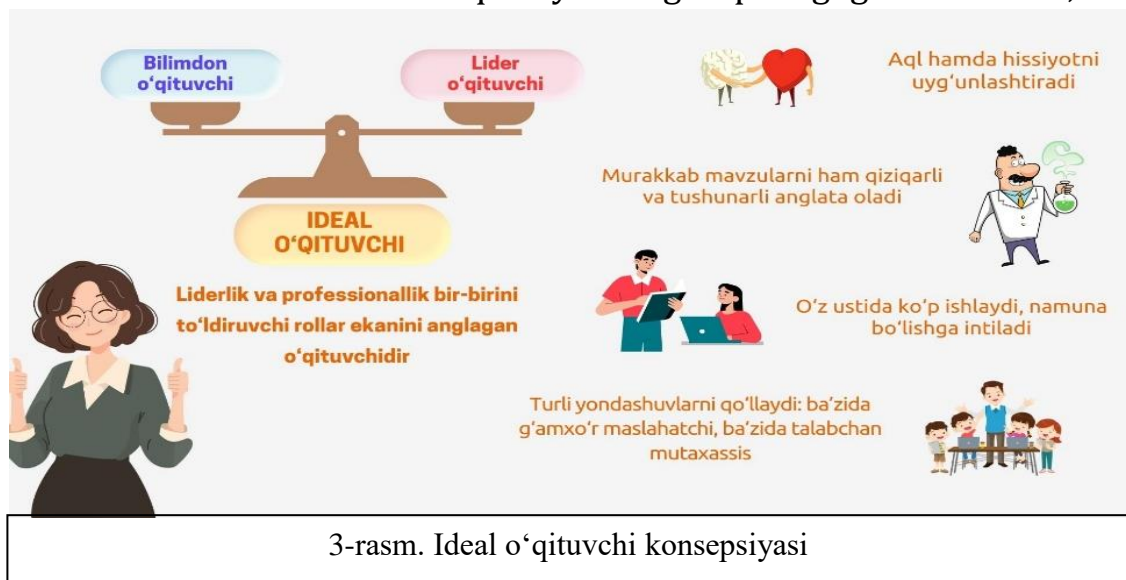 Bilimdon
o‘qituvchi
Lider
o‘qituvchi
IDEAL
O‘QITUVCHI
Liderlik va professionallik bir-birini
to‘ldiruvchi rollar ekanini anglagan
o‘qituvchidir
Aql hamda hissiyotni
uyg‘unlashtiradi
Murakkab mavzularni ham qiziqarli
va tushunarli anglata oladi
O‘z ustida ko‘p ishlaydi, namuna
bo‘lishga intiladi
Turli yondashuvlarni qo‘llaydi: ba’zida
g‘amxo‘r maslahatchi, ba’zida talabchan
mutaxassis
3-rasm. Ideal o‘qituvchi konsepsiyasi